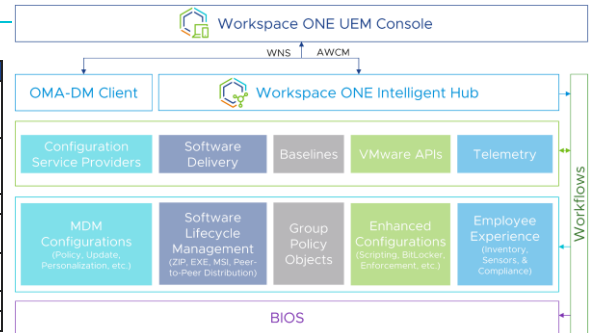 Workspace ONE UEM Console
WNS AWCM
OMA-DM Client
Workspace ONE Intelligent Hub
Configuration
Service Providers
Software
Delivery
Baselines
VMware APIs
Telemetry
Workflows
MDM
Configurations
(Policy, Update,
Personalization, etc.)
Software
Lifecycle
Management
(ZIP, EXE, MSI, Peer-
to-Peer Distribution)
Group
Policy
Objects
Enhanced
Configurations
(Scripting, BitLocker,
Enforcement, etc.)
Employee
Experience
(Inventory,
Sensors, &
Compliance)
BIOS